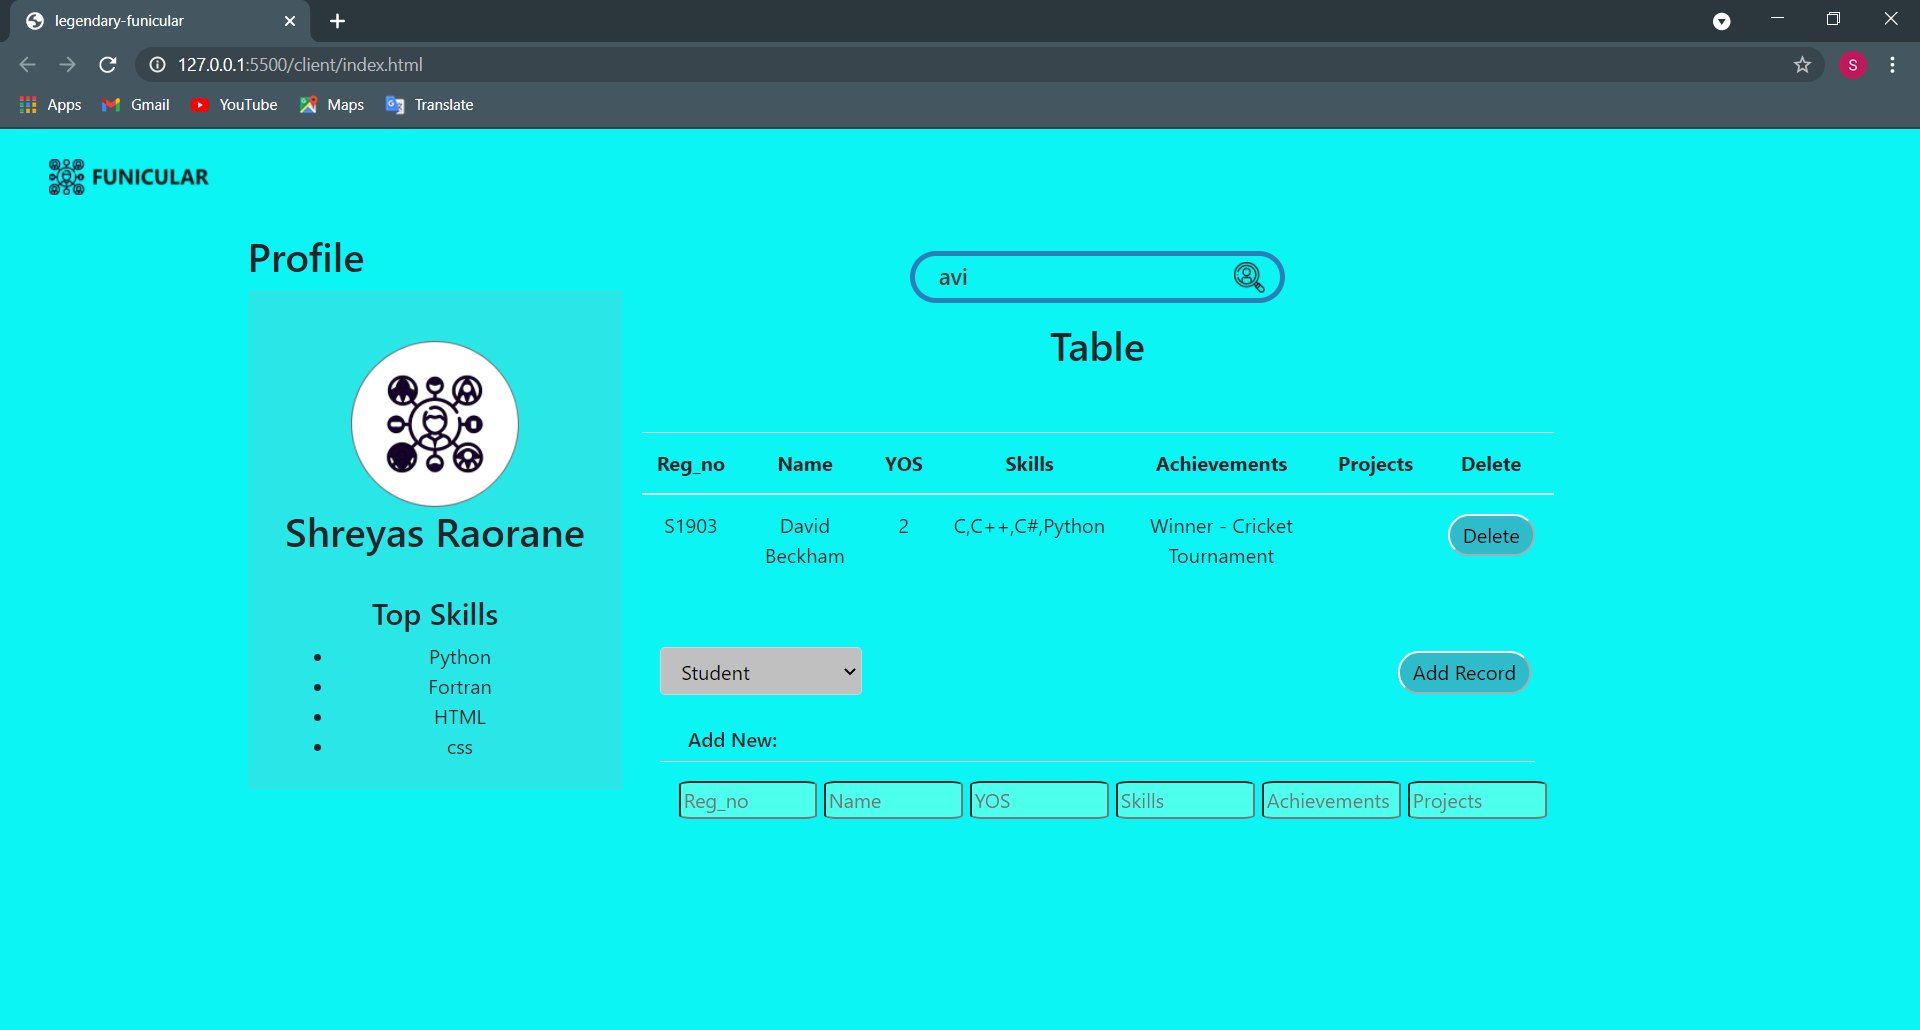 legendary-funicular
127.0.0.1:5500/client/index.html
S
Apps Gmail YouTube Maps Translate
FUNICULAR
Profile
avi
Table
Shreyas Raorane
Top Skills
Python
Fortran
HTML
css
Reg_no Name YOS Skills Achievements Projects Delete
S1903 David 2 C,C++,C#,Python Winner - Cricket Delete
Beckham Tournament
Student Add Record
Add New:
Reg_no Name YOS Skills Achievements Projects